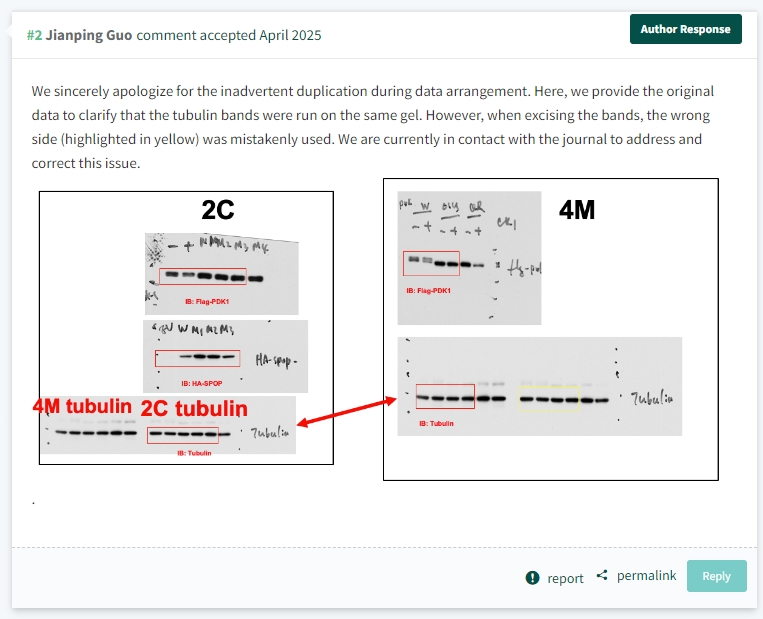 #2 Jianping Guo comment accepted April 2025
Author Response
We sincerely apologize for the inadvertent duplication during data arrangement. Here, we provide the original
data to clarify that the tubulin bands were run on the same gel. However, when excising the bands, the wrong
side (highlighted in yellow) was mistakenly used. We are currently in contact with the journal to address and
correct this issue.
2C
IB: Flag-PDK1
W M1 M2 M3
HA-SPOP -
IB: HA-SPOP
4M tubulin 2C tubulin
Tubulin
IB: Tubulin
4M
- + - + - +
IB: Flag-PDK1
Tubulin
IB: Tubulin
.
report
permalink
Reply